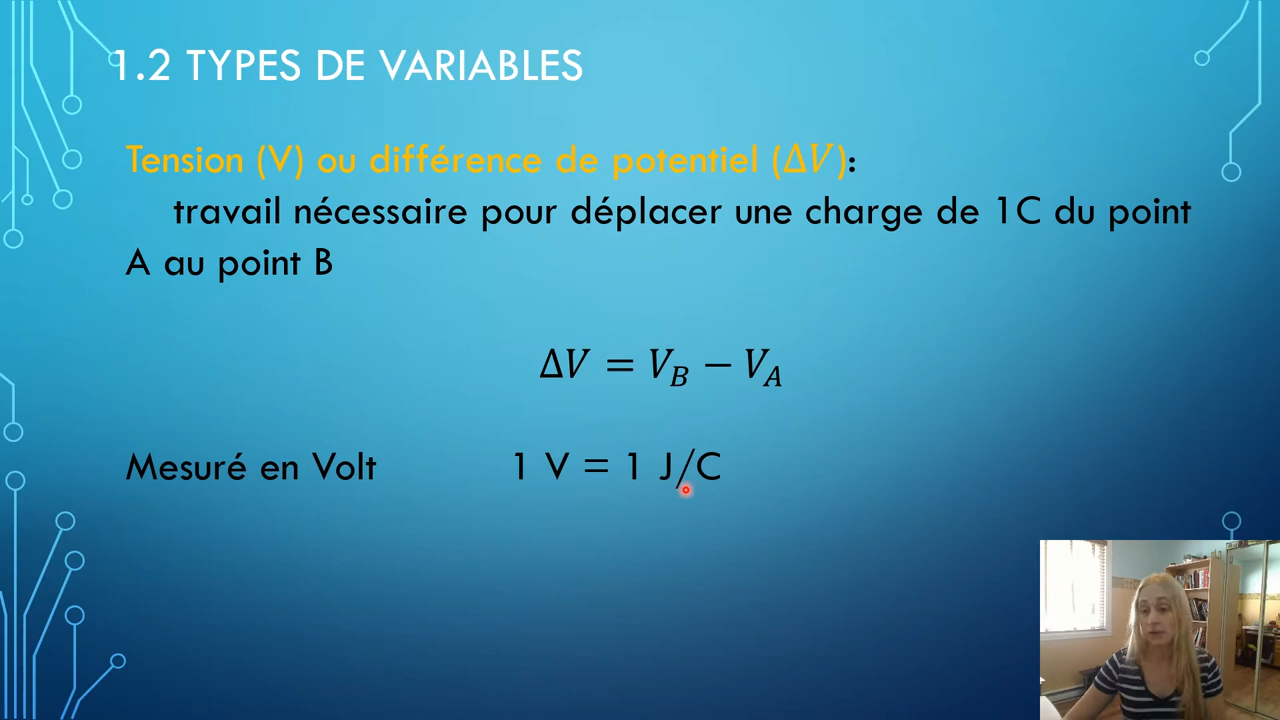 1.2 TYPES DE VARIABLES
Tension (V) ou différence de potentiel (ΔV):
travail nécessaire pour déplacer une charge de 1C du point
A au point B
ΔV = V_B − V_A
Mesuré en Volt 1 V = 1 J/C